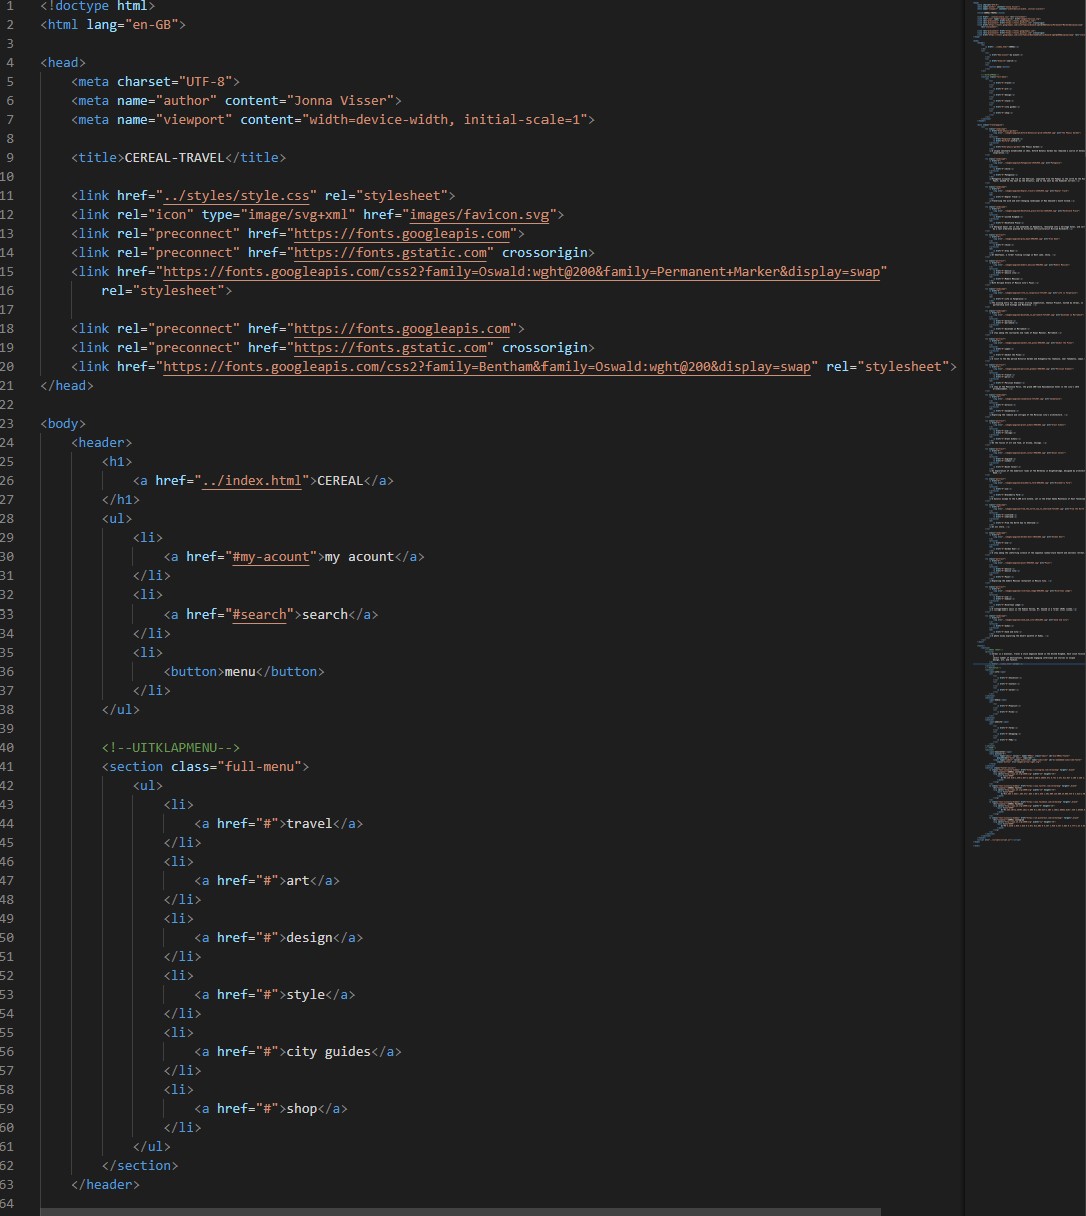 1 <!doctype html>
2 <html lang="en-GB">
3
4 <head>
5 <meta charset="UTF-8">
6 <meta name="author" content="Jonna Visser">
7 <meta name="viewport" content="width=device-width, initial-scale=1">
8
9 <title>CEREAL-TRAVEL</title>
10
11 <link href="../styles/style.css" rel="stylesheet">
12 <link rel="icon" type="image/svg+xml" href="images/favicon.svg">
13 <link rel="preconnect" href="https://fonts.googleapis.com">
14 <link rel="preconnect" href="https://fonts.gstatic.com" crossorigin>
15 <link href="https://fonts.googleapis.com/css2?family=Oswald:wght@200&family=Permanent+Marker&display=swap"
16 rel="stylesheet">
17
18 <link rel="preconnect" href="https://fonts.googleapis.com">
19 <link rel="preconnect" href="https://fonts.gstatic.com" crossorigin>
20 <link href="https://fonts.googleapis.com/css2?family=Bentham&family=Oswald:wght@200&display=swap" rel="stylesheet">
21 </head>
22
23 <body>
24 <header>
25 <h1>
26 <a href="../index.html">CEREAL</a>
27 </h1>
28 <ul>
29 <li>
30 <a href="#my-acount">my acount</a>
31 </li>
32 <li>
33 <a href="#search">search</a>
34 </li>
35 <li>
36 <button>menu</button>
37 </li>
38 </ul>
39
40 <!--UITKLAPMENU-->
41 <section class="full-menu">
42 <ul>
43 <li>
44 <a href="#">travel</a>
45 </li>
46 <li>
47 <a href="#">art</a>
48 </li>
49 <li>
50 <a href="#">design</a>
51 </li>
52 <li>
53 <a href="#">style</a>
54 </li>
55 <li>
56 <a href="#">city guides</a>
57 </li>
58 <li>
59 <a href="#">shop</a>
60 </li>
61 </ul>
62 </section>
63 </header>
64